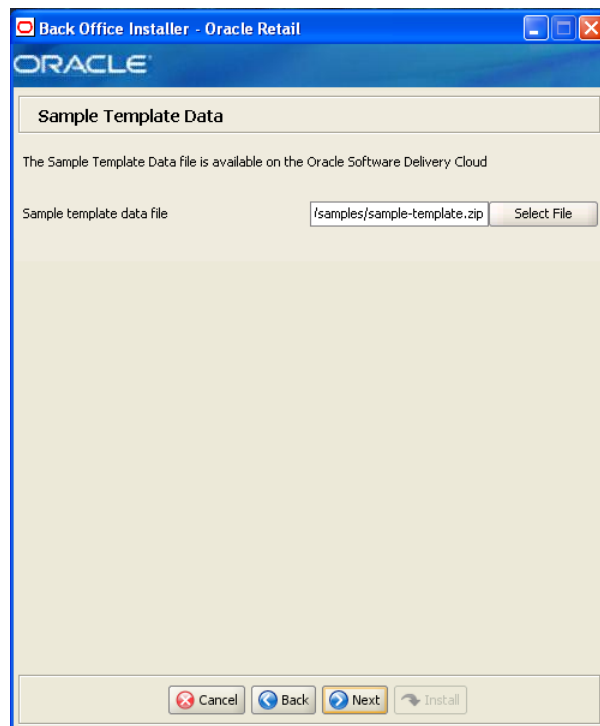 Back Office Installer - Oracle Retail
ORACLE
Sample Template Data
The Sample Template Data file is available on the Oracle Software Delivery Cloud
Sample template data file /samples/sample-template.zip Select File
Cancel Back Next Install